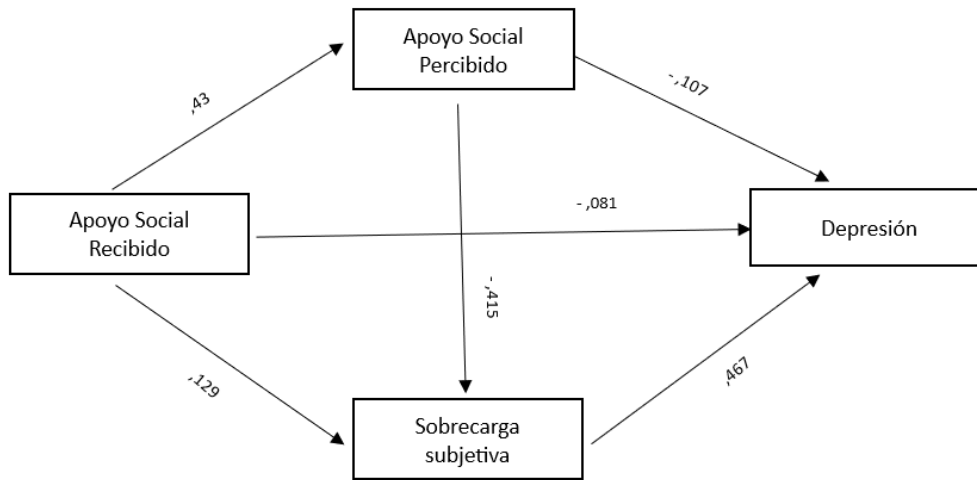 Apoyo Social
Percibido
,43
- ,107
Apoyo Social
Recibido
- ,081
Depresión
- ,415
,129
,467
Sobrecarga
subjetiva